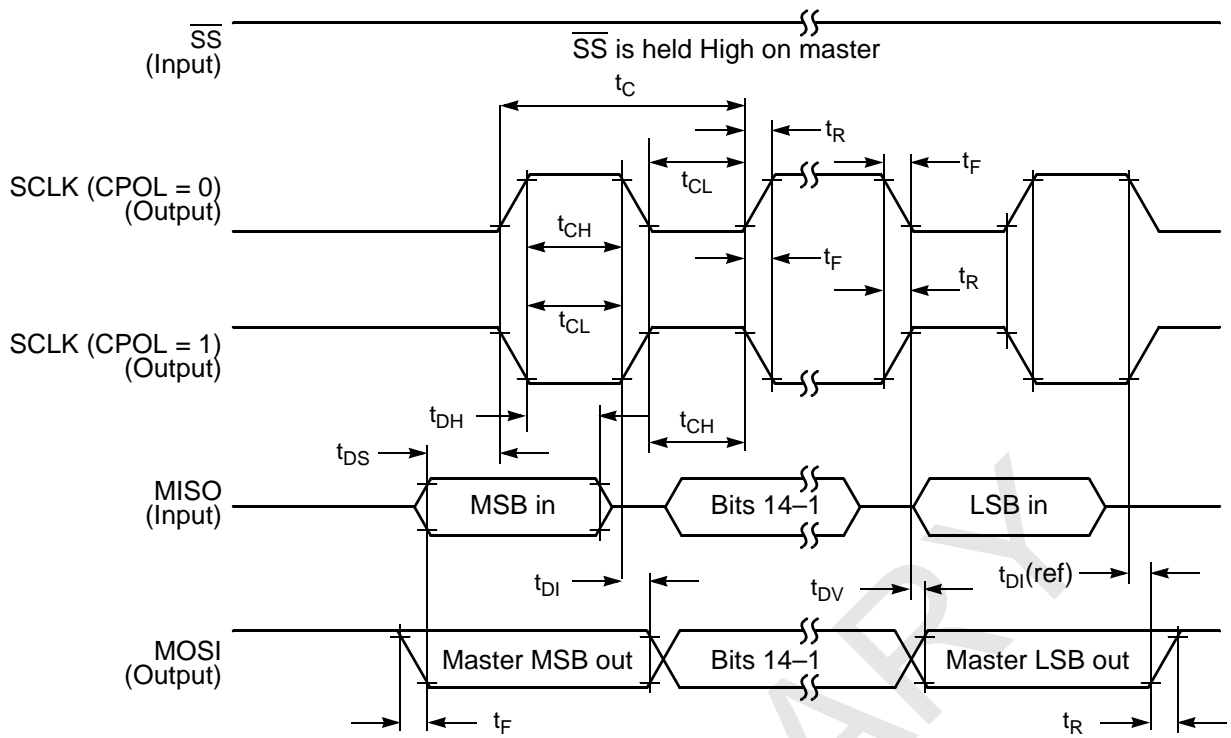 SS
(Input)
SS is held High on master
tC
tR
tF
tCL
SCLK (CPOL = 0)
(Output)
tCH
tF
tR
tCL
SCLK (CPOL = 1)
(Output)
tDH
tCH
tDS
MISO
(Input)
MSB in
Bits 14–1
LSB in
tDI
tDV
tDI(ref)
MOSI
(Output)
Master MSB out
Bits 14–1
Master LSB out
tF
tR
ARY